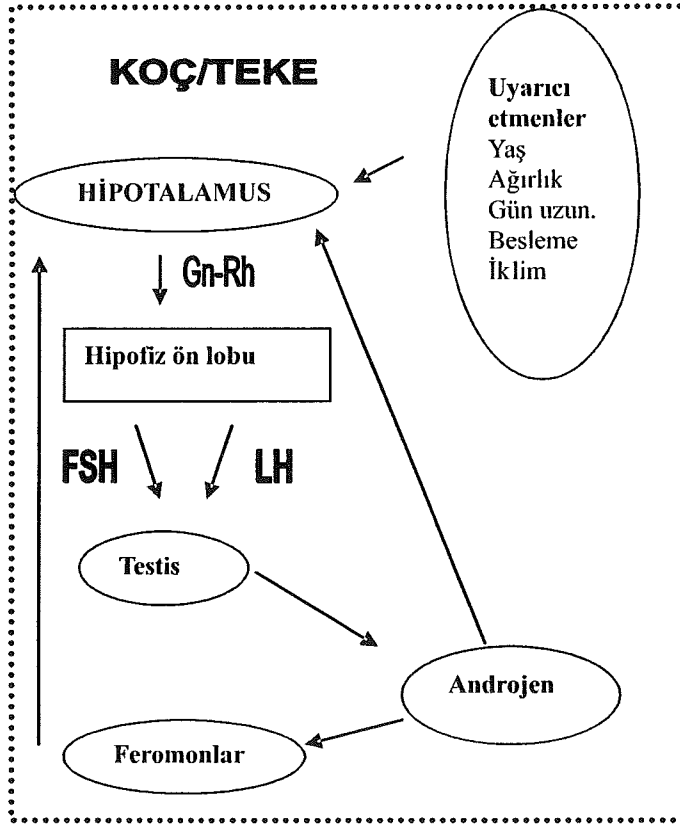 KOÇ/TEKE
Uyarıcı
etmenler
Yaş
Ağırlık
Gün uzun.
Besleme
İklim
HİPOTALAMUS
Gn-Rh
Hipofiz ön lobu
FSH
LH
Testis
Androjen
Feromonlar